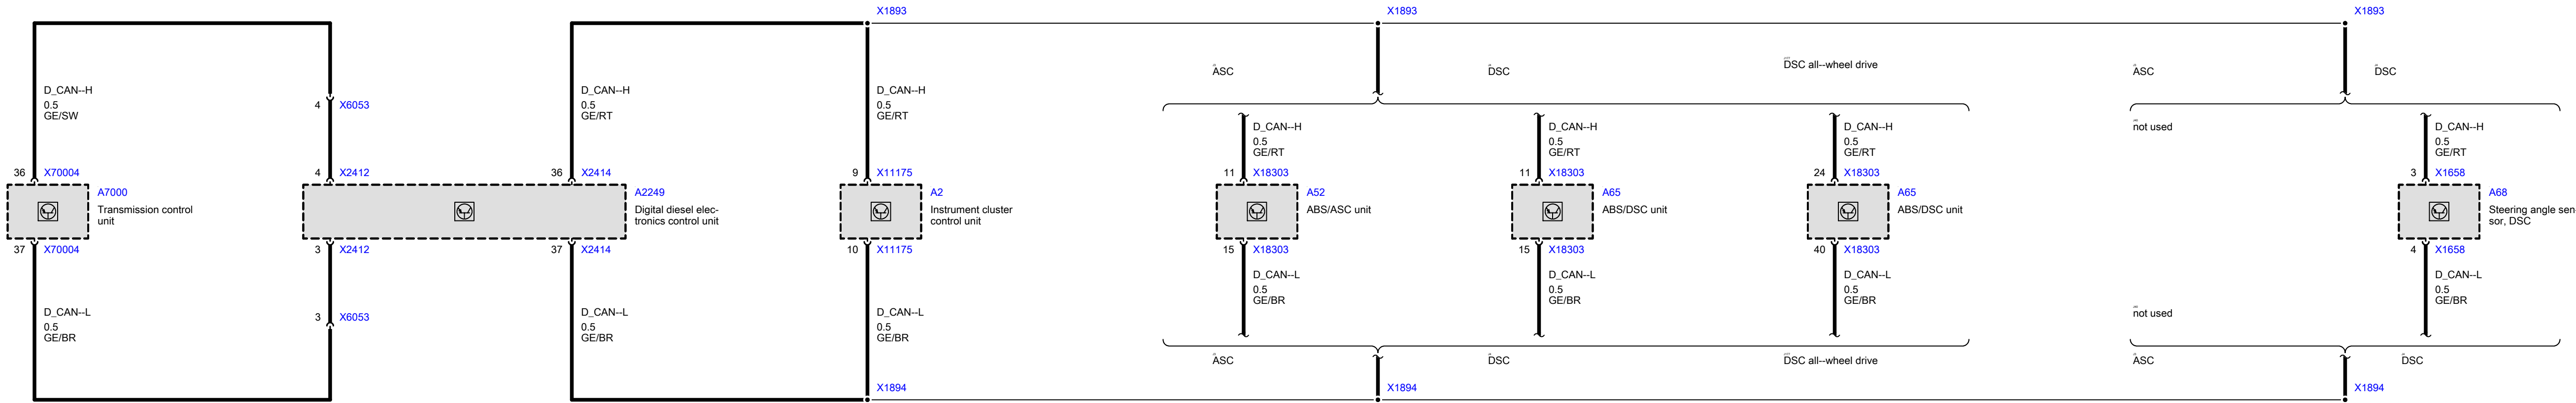 X1893
X1893
X1893
ASC
DSC
DSC all--wheel drive
ASC
DSC
D_CAN--H
0.5
GE/SW
4 X6053
D_CAN--H
0.5
GE/RT
D_CAN--H
0.5
GE/RT
D_CAN--H
0.5
GE/RT
D_CAN--H
0.5
GE/RT
D_CAN--H
0.5
GE/RT
not used
D_CAN--H
0.5
GE/RT
36 X70004
4 X2412
36 X2414
9 X11175
11 X18303
11 X18303
24 X18303
3 X1658
A7000
Transmission control
unit
A2249
Digital diesel elec-
tronics control unit
A2
Instrument cluster
control unit
A52
ABS/ASC unit
A65
ABS/DSC unit
A65
ABS/DSC unit
A68
Steering angle sen
sor, DSC
37 X70004
3 X2412
37 X2414
10 X11175
15 X18303
15 X18303
40 X18303
4 X1658
D_CAN--L
0.5
GE/BR
3 X6053
D_CAN--L
0.5
GE/BR
D_CAN--L
0.5
GE/BR
D_CAN--L
0.5
GE/BR
D_CAN--L
0.5
GE/BR
D_CAN--L
0.5
GE/BR
not used
D_CAN--L
0.5
GE/BR
ASC
DSC
DSC all--wheel drive
ASC
DSC
X1894
X1894
X1894